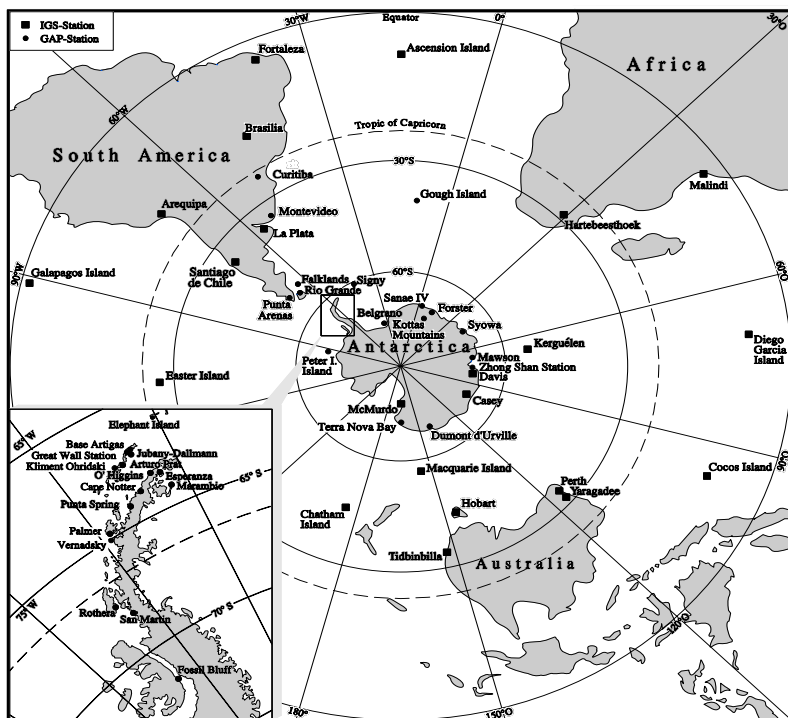 IGS-Station
GAP-Station
30°W
Equator
0°
30°O
Fortaleza
Ascension Island
Africa
60°W
Brasilia
Tropic of Capricorn
South America
30°S
Curitiba
Malindi
Gough Island
Arequipa
Montevideo
Hartebeesthoek
La Plata
90°W
Galapagos Island
Santiago
de Chile
Falklands
Signy
60°S
60°O
Rio Grande
Punta
Arenas
Sanae IV
Forster
Belgrano
Kottas
Mountains
Syowa
Antarctica
Kerguélen
Diego
Garcia
Island
Peter I.
Island
Mawson
Zhong Shan Station
Davis
Easter Island
Casey
McMurdo
Terra Nova Bay
Dumont d'Urville
90°O
Macquarie Island
Cocos Island
Perth
Yaragadee
Chatham
Island
Hobart
Tidbinbilla
Australia
120°O
180°
150°O
65°W
Elephant Island
Base Artigas
Jubany-Dallmann
Great Wall Station
Arturo Prat
Kliment Ohridski
O' Higgins
Esperanza
65° S
Cape Notter
Marambio
Punta Spring
Palmer
Vernadsky
75°W
Rothera
San Martin
70° S
Fossil Bluff